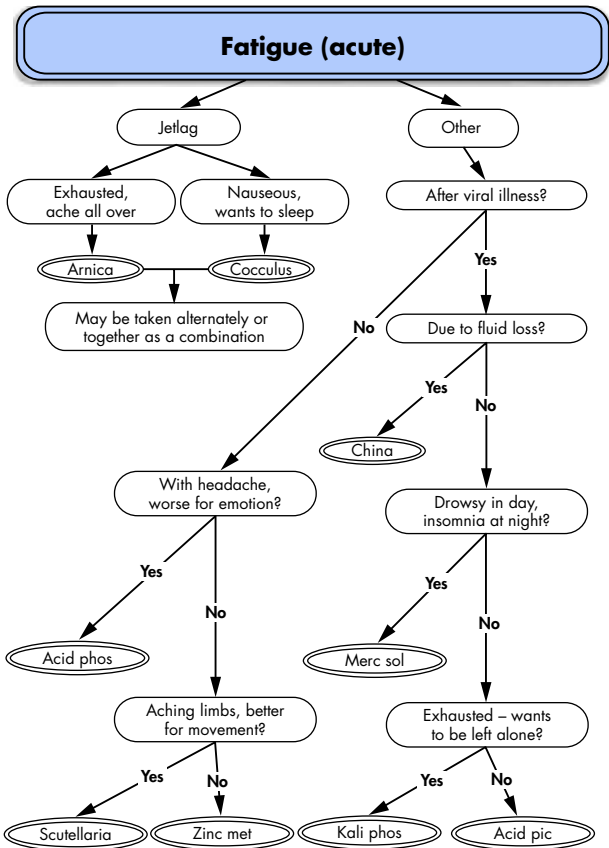 Fatigue (acute)
Jetlag
Other
Exhausted,
ache all over
Nauseous,
wants to sleep
After viral illness?
Arnica
Cocculus
Yes
May be taken alternately or
together as a combination
No
Due to fluid loss?
Yes
No
China
With headache,
worse for emotion?
Drowsy in day,
insomnia at night?
Yes
No
Yes
No
Acid phos
Merc sol
Aching limbs, better
for movement?
Exhausted – wants
to be left alone?
Yes
No
Yes
No
Scutellaria
Zinc met
Kali phos
Acid pic